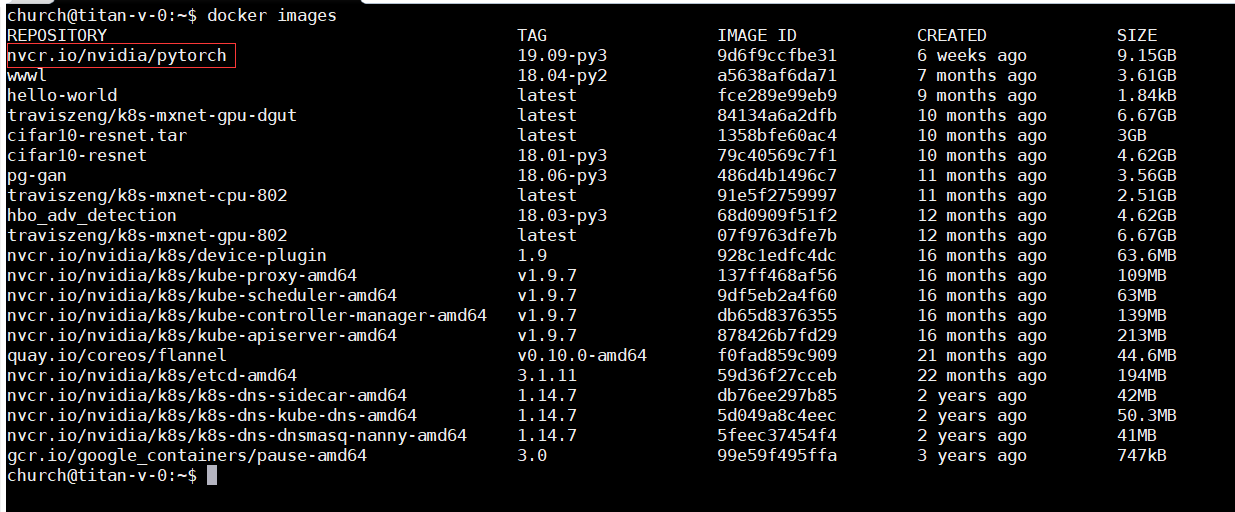 church@titan-v-0:~$ docker images
REPOSITORY TAG IMAGE ID CREATED SIZE
nvcr.io/nvidia/pytorch 19.09-py3 9d6f9ccfbe31 6 weeks ago 9.15GB
wwwl 18.04-py2 a5638af6da71 7 months ago 3.61GB
hello-world latest fce289e99eb9 9 months ago 1.84kB
traviszeng/k8s-mxnet-gpu-dgut latest 84134a6a2dfb 10 months ago 6.67GB
cifar10-resnet.tar latest 1358bfe60ac4 10 months ago 3GB
cifar10-resnet 18.01-py3 79c40569c7f1 10 months ago 4.62GB
pg-gan 18.06-py3 486d4b1496c7 11 months ago 3.56GB
traviszeng/k8s-mxnet-cpu-802 latest 91e5f2759997 11 months ago 2.51GB
hbo_adv_detection 18.03-py3 68d0909f51f2 12 months ago 4.62GB
traviszeng/k8s-mxnet-gpu-802 latest 07f9763dfe7b 12 months ago 6.67GB
nvcr.io/nvidia/k8s/device-plugin 1.9 928c1edfc4dc 16 months ago 63.6MB
nvcr.io/nvidia/k8s/kube-proxy-amd64 v1.9.7 137ff468af56 16 months ago 109MB
nvcr.io/nvidia/k8s/kube-scheduler-amd64 v1.9.7 9df5eb2a4f60 16 months ago 63MB
nvcr.io/nvidia/k8s/kube-controller-manager-amd64 v1.9.7 db65d8376355 16 months ago 139MB
nvcr.io/nvidia/k8s/kube-apiserver-amd64 v1.9.7 878426b7fd29 16 months ago 213MB
quay.io/coreos/flannel v0.10.0-amd64 f0fad859c909 21 months ago 44.6MB
nvcr.io/nvidia/k8s/etcd-amd64 3.1.11 59d36f27cceb 22 months ago 194MB
nvcr.io/nvidia/k8s/k8s-dns-sidecar-amd64 1.14.7 db76ee297b85 2 years ago 42MB
nvcr.io/nvidia/k8s/k8s-dns-kube-dns-amd64 1.14.7 5d049a8c4eec 2 years ago 50.3MB
nvcr.io/nvidia/k8s/k8s-dns-dnsmasq-nanny-amd64 1.14.7 5feec37454f4 2 years ago 41MB
gcr.io/google_containers/pause-amd64 3.0 99e59f495ffa 3 years ago 747kB
church@titan-v-0:~$